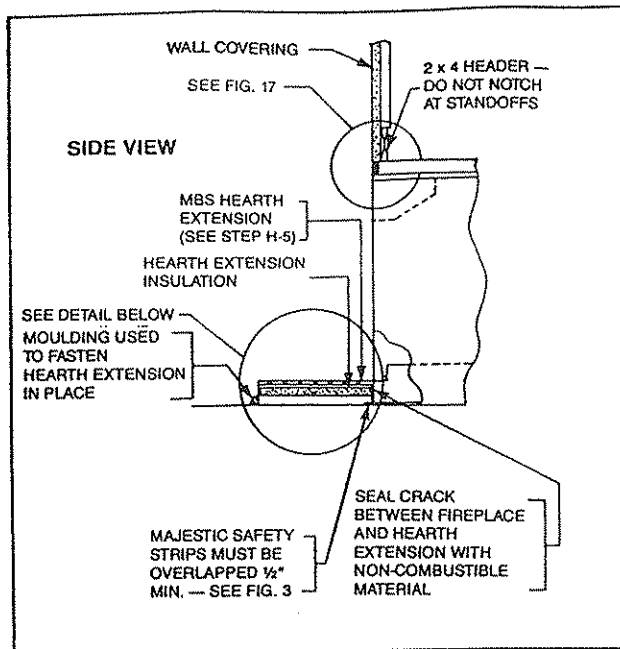 WALL COVERING
SEE FIG. 17
2 x 4 HEADER —
DO NOT NOTCH
AT STANDOFFS
SIDE VIEW
MBS HEARTH
EXTENSION
(SEE STEP H-5)
HEARTH EXTENSION
INSULATION
SEE DETAIL BELOW
MOULDING USED
TO FASTEN
HEARTH EXTENSION
IN PLACE
MAJESTIC SAFETY
STRIPS MUST BE
OVERLAPPED ½"
MIN. — SEE FIG. 3
SEAL CRACK
BETWEEN FIREPLACE
AND HEARTH
EXTENSION WITH
NON-COMBUSTIBLE
MATERIAL